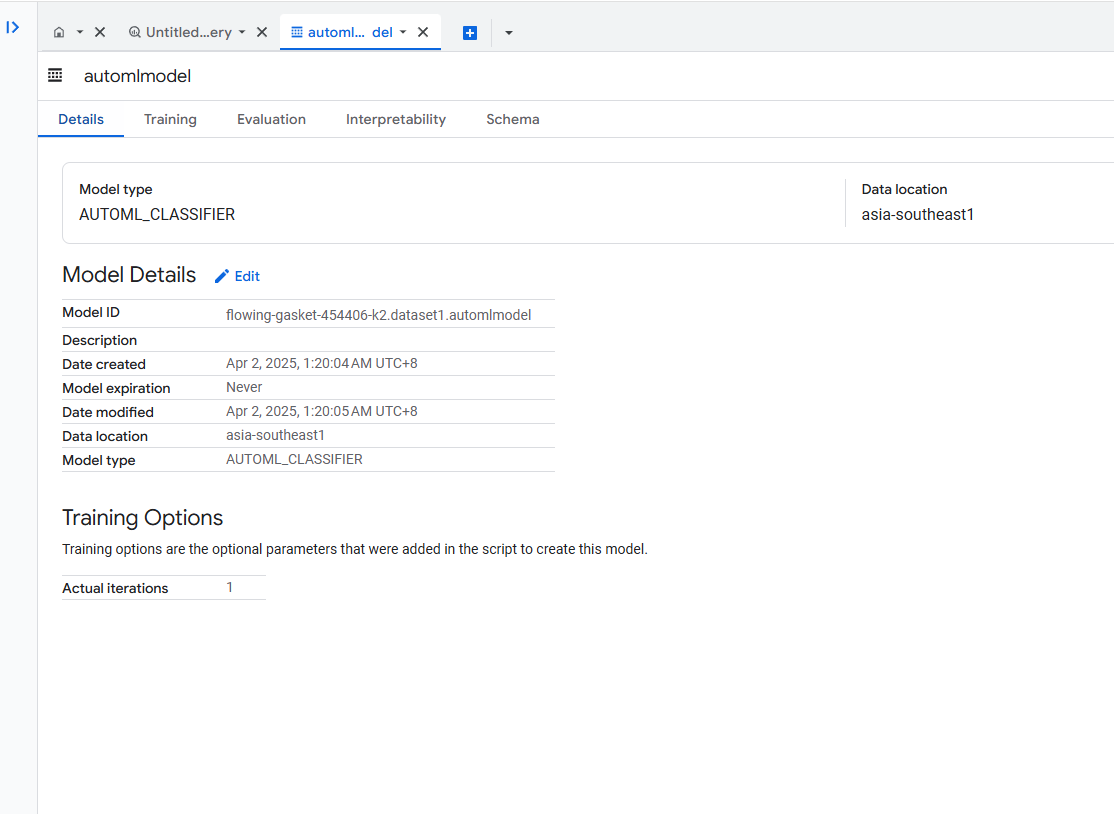 Untitled...ery automl... del
automlmodel
Details Training Evaluation Interpretability Schema
Model type Data location
AUTOML_CLASSIFIER asia-southeast1
Model Details Edit
Model ID flowing-gasket-454406-k2.dataset1.automlmodel
Description
Date created Apr 2, 2025, 1:20:04 AM UTC+8
Model expiration Never
Date modified Apr 2, 2025, 1:20:05 AM UTC+8
Data location asia-southeast1
Model type AUTOML_CLASSIFIER
Training Options
Training options are the optional parameters that were added in the script to create this model.
Actual iterations 1